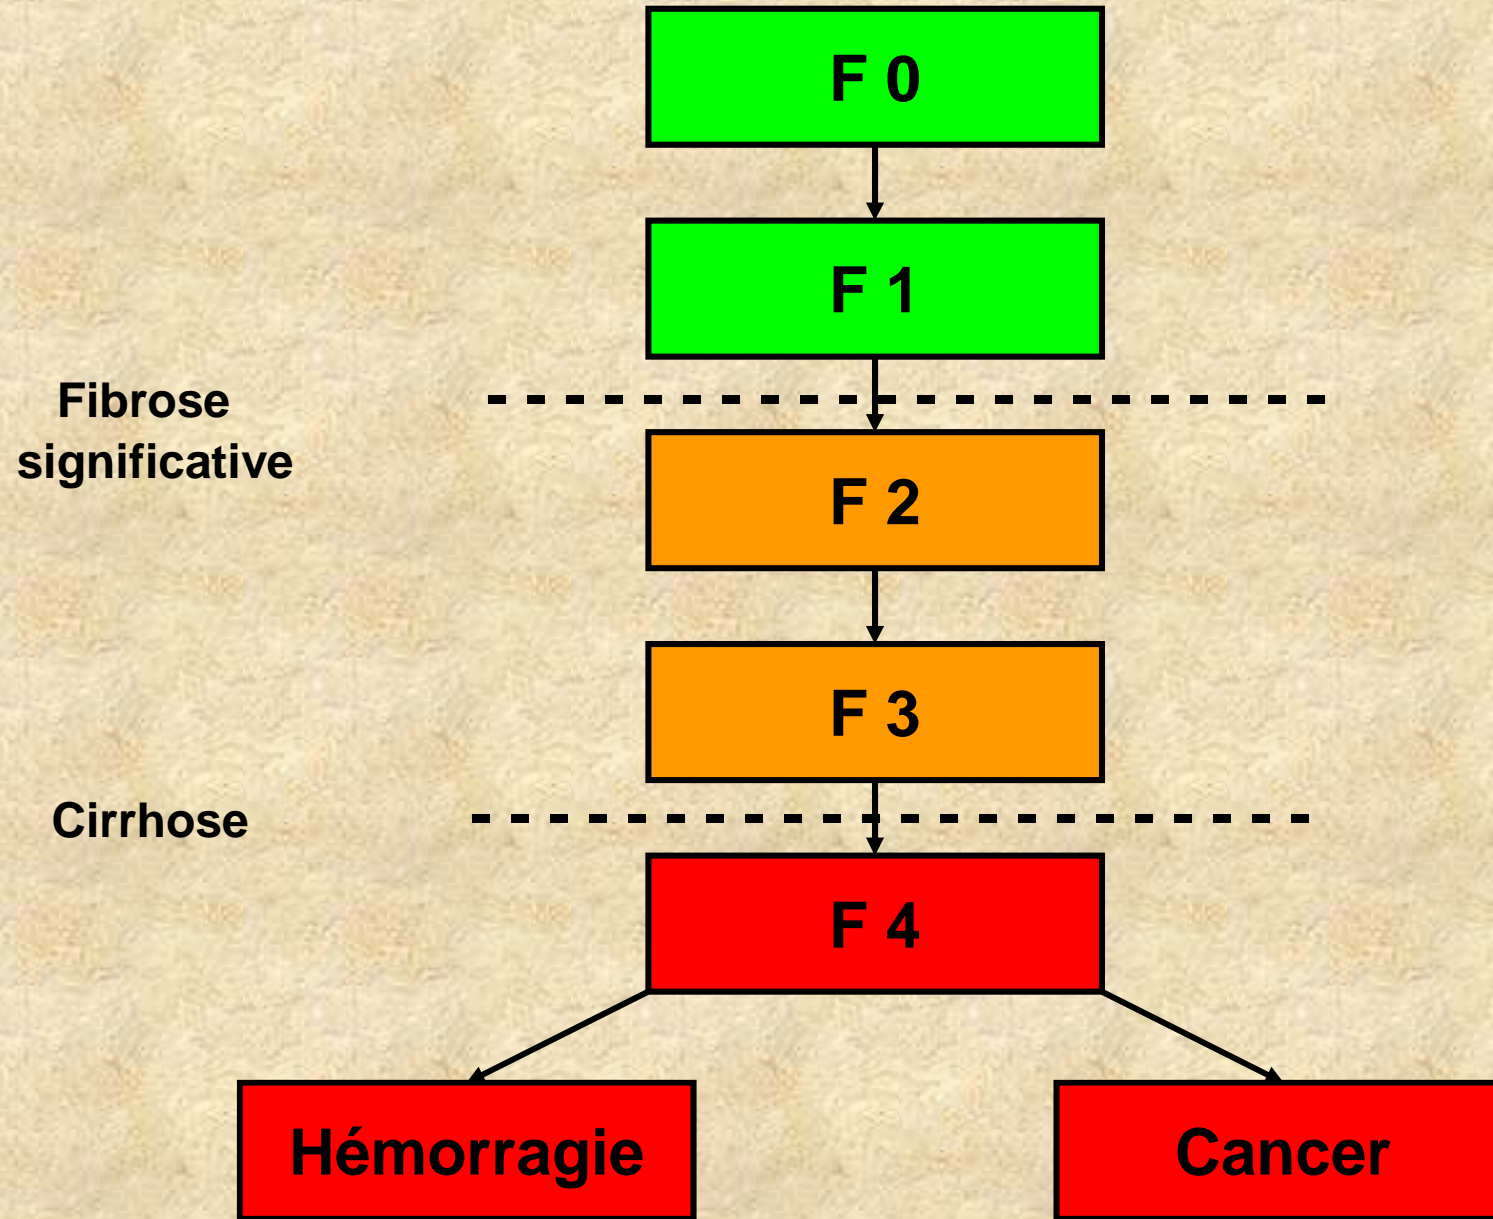 F 0
F 1
Fibrose
significative
F 2
F 3
Cirrhose
F 4
Hémorragie
Cancer